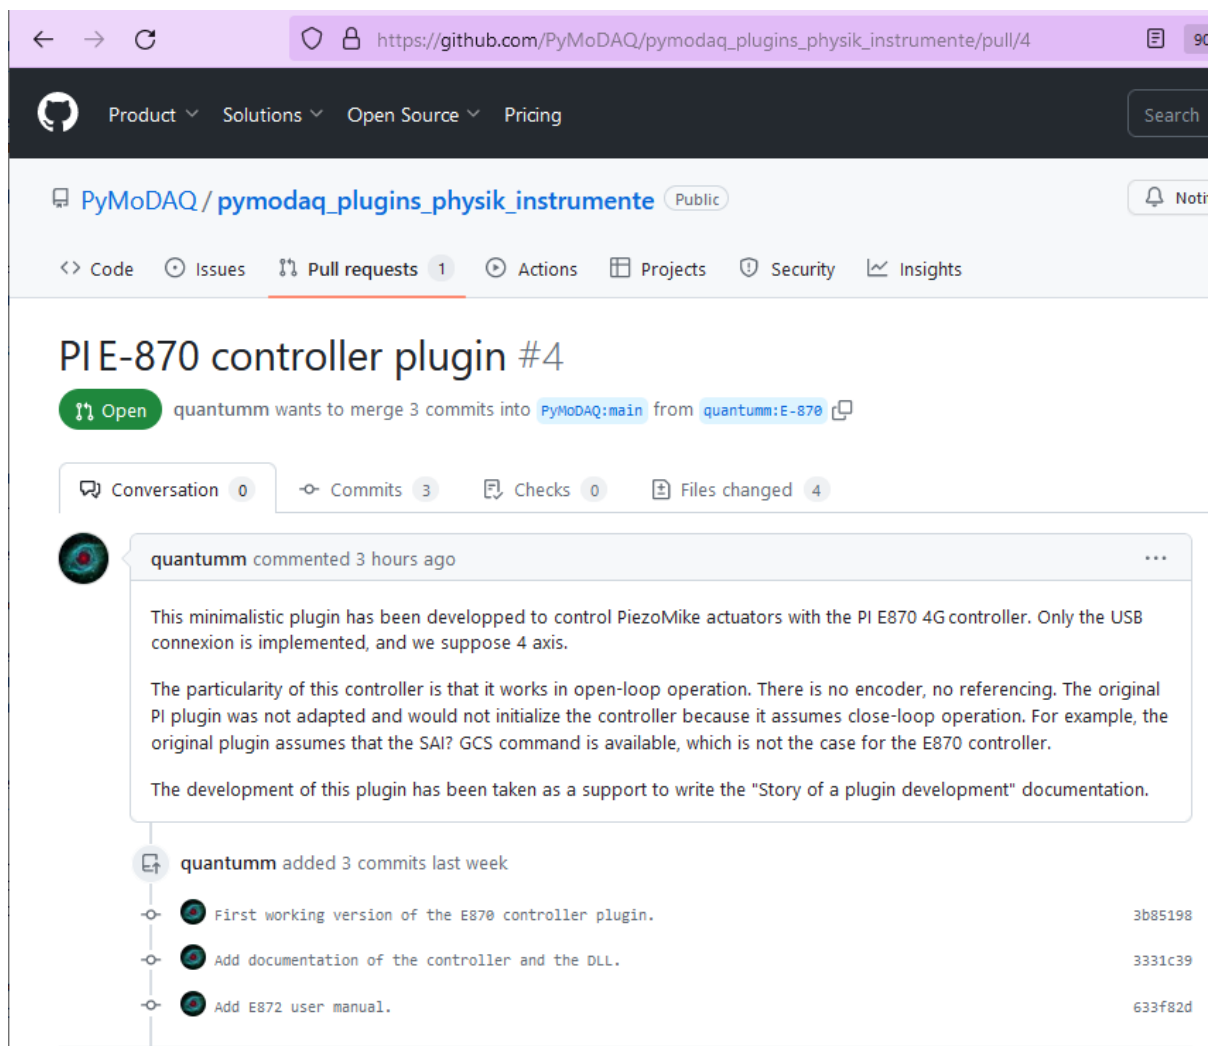 https://github.com/PyMoDAQ/pymodaq_plugins_physik_instrumente/pull/4
90
Product Solutions Open Source Pricing
Search
PyMoDAQ / pymodaq_plugins_physik_instrumente Public
Noti
Code Issues Pull requests 1 Actions Projects Security Insights
PI E-870 controller plugin #4
Open quantumm wants to merge 3 commits into PyMoDAQ:main from quantumm:E-870
Conversation 0 Commits 3 Checks 0 Files changed 4
quantumm commented 3 hours ago
This minimalistic plugin has been developped to control PiezoMike actuators with the PI E870 4G controller. Only the USB
connexion is implemented, and we suppose 4 axis.
The particularity of this controller is that it works in open-loop operation. There is no encoder, no referencing. The original
PI plugin was not adapted and would not initialize the controller because it assumes close-loop operation. For example, the
original plugin assumes that the SAI? GCS command is available, which is not the case for the E870 controller.
The development of this plugin has been taken as a support to write the "Story of a plugin development" documentation.
quantumm added 3 commits last week
First working version of the E870 controller plugin. 3b85198
Add documentation of the controller and the DLL. 3331c39
Add E872 user manual. 633f82d